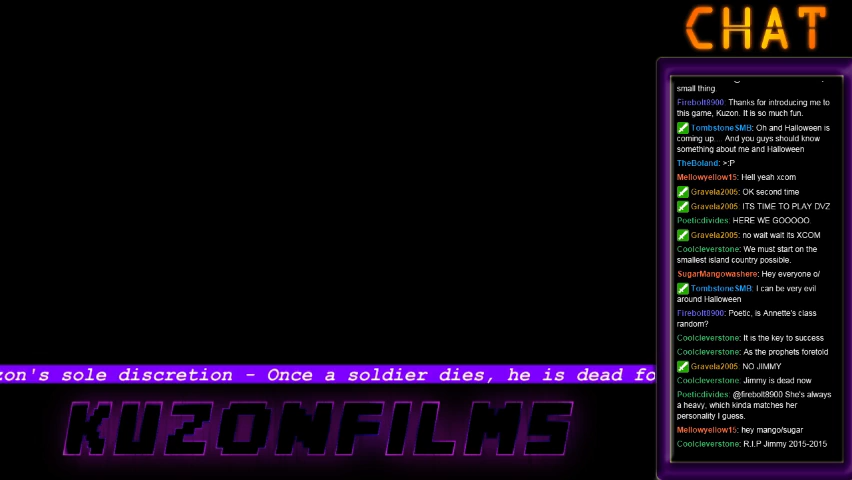 CHAT
small thing
Firebolt8900: Thanks for introducing me to
this game, Kuzon. It is so much fun.
TombstoneSMB: Oh and Halloween is
coming up.... And you guys should know
something about me and Halloween
TheBoland: >:P
Mellowyellow15: Hell yeah xcom
Gravela2005: OK second time
Gravela2005: ITS TIME TO PLAY DVZ
Poeticdivides: HERE WE GOOOOO.
Gravela2005: no wait wait its XCOM
Coolcleverstone: We must start on the
smallest island country possible.
SugarMangowashere: Hey everyone o/
TombstoneSMB: I can be very evil
around Halloween
Firebolt8900: Poetic, is Annette's class
random?
Coolcleverstone: It is the key to success
Coolcleverstone: As the prophets foretold
Gravela2005: NO JIMMY
Coolcleverstone: Jimmy is dead now
Poeticdivides: @firebolt8900 She's always
a heavy, which kinda matches her
personality I guess.
Mellowyellow15: hey mango/sugar
Coolcleverstone: R.I.P Jimmy 2015-2015
zon's sole discretion - Once a soldier dies, he is dead fo
KUZONFILMS